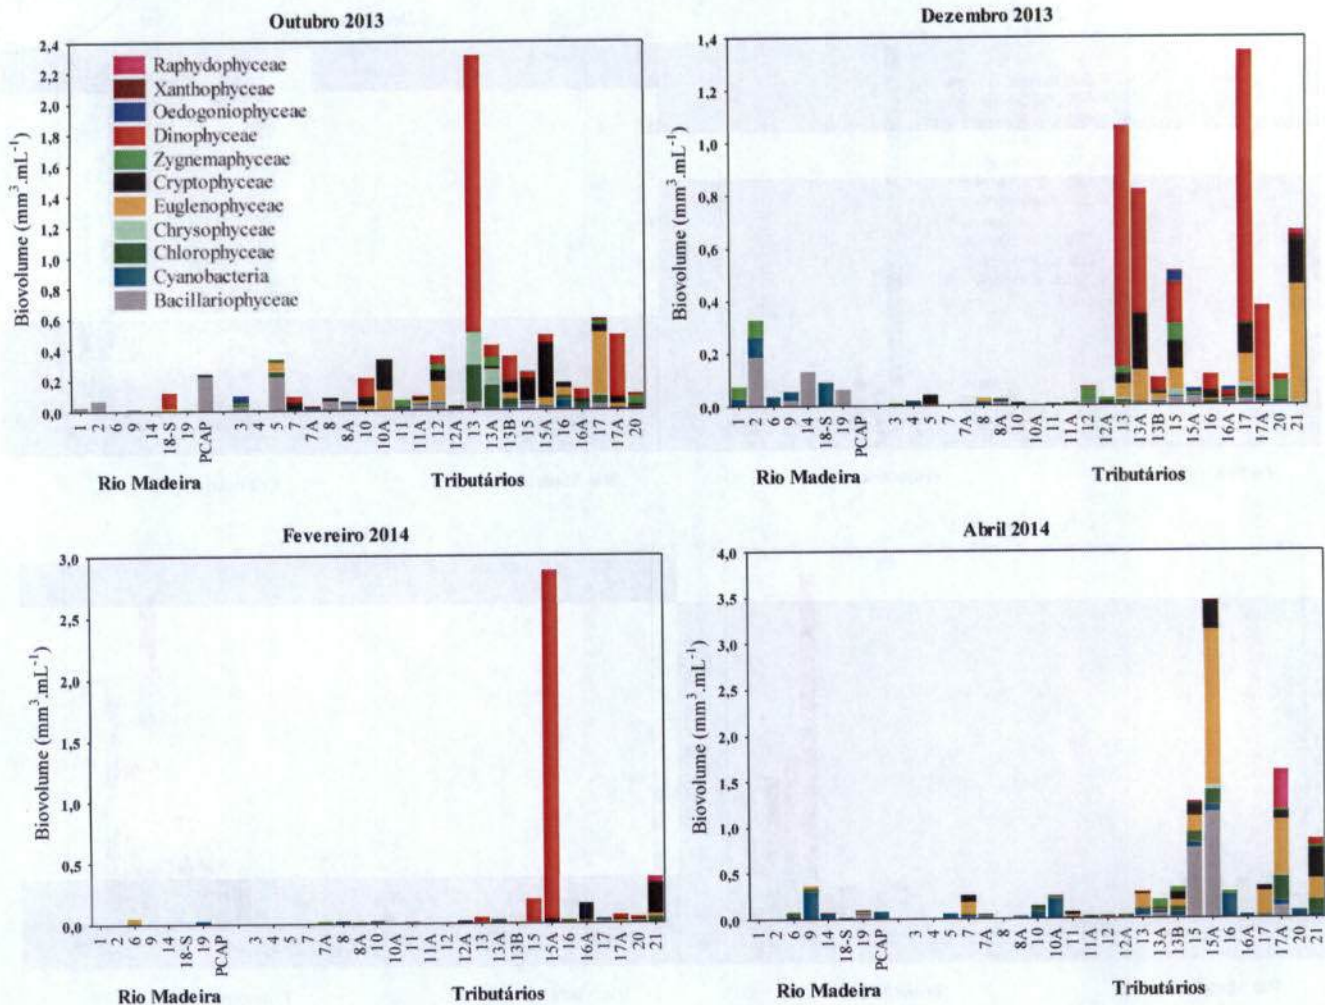 Outubro 2013
2,4
2,2
2,0
1,8
1,6
1,4
1,2
1,0
0,8
0,6
0,4
0,2
0,0
Biovolume (mm³.mL⁻¹)
Raphydophyceae
Xanthophyceae
Oedogoniophyceae
Dinophyceae
Zygnemaphyceae
Cryptophyceae
Euglenophyceae
Chrysophyceae
Chlorophyceae
Cyanobacteria
Bacillariophyceae
1 2 6 9 14 18-S 19 PCAP 3 4 5 7 7A 8 8A 10 10A 11 11A 12 12A 13 13A 13B 15 15A 16 16A 17 17A 20
Rio Madeira Tributários
Dezembro 2013
1,4
1,2
1,0
0,8
0,6
0,4
0,2
0,0
Biovolume (mm³.mL⁻¹)
1 2 6 9 14 18-S 19 PCAP 3 4 5 7 7A 8 8A 10 10A 11 11A 12 12A 13 13A 13B 15 15A 16 16A 17 17A 20 21
Rio Madeira Tributários
Fevereiro 2014
3,0
2,5
2,0
1,5
1,0
0,5
0,0
Biovolume (mm³.mL⁻¹)
1 2 6 9 14 18-S 19 PCAP 3 4 5 7 7A 8 8A 10 10A 11 11A 12 12A 13 13A 13B 15 15A 16 16A 17 17A 20 21
Rio Madeira Tributários
Abril 2014
4,0
3,5
3,0
2,5
2,0
1,5
1,0
0,5
0,0
Biovolume (mm³.mL⁻¹)
1 2 6 9 14 18-S 19 PCAP 3 4 5 7 7A 8 8A 10 10A 11 11A 12 12A 13 13A 13B 15 15A 16 16A 17 17A 20 21
Rio Madeira Tributários